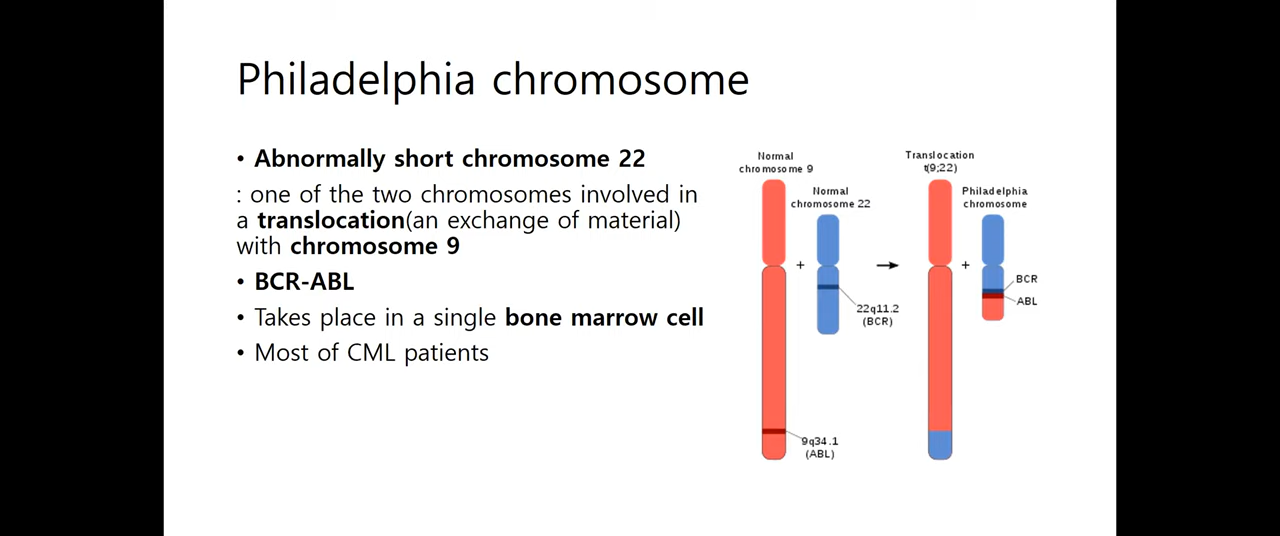 Philadelphia chromosome
• Abnormally short chromosome 22
: one of the two chromosomes involved in
a translocation(an exchange of material)
with chromosome 9
• BCR-ABL
• Takes place in a single bone marrow cell
• Most of CML patients
Normal
chromosome 9
Normal
chromosome 22
+
22q11.2
(BCR)
9q34.1
(ABL)
Translocation
t(9;22)
Philadelphia
chromosome
+
BCR
ABL